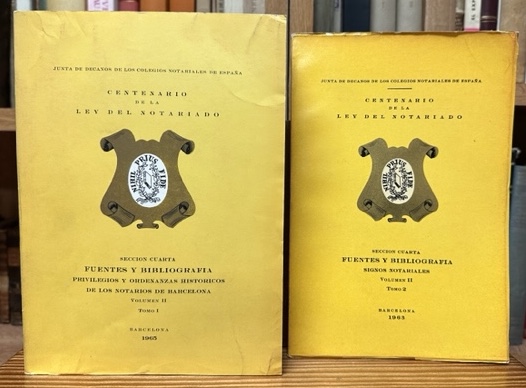 JUNTA DE DECANOS DE LOS COLEGIOS NOTARIALES DE ESPAÑA
CENTENARIO
DE LA
LEY DEL NOTARIADO
NIHIL PRIUS FIDE
SECCION CUARTA
FUENTES Y BIBLIOGRAFIA
PRIVILEGIOS Y ORDENANZAS HISTORICOS
DE LOS NOTARIOS DE BARCELONA
VOLUMEN II
TOMO I
BARCELONA
1965
JUNTA DE DECANOS DE LOS COLEGIOS NOTARIALES DE ESPAÑA
CENTENARIO
DE LA
LEY DEL NOTARIADO
NIHIL PRIUS FIDE
SECCION CUARTA
FUENTES Y BIBLIOGRAFIA
SIGNOS NOTARIALES
VOLUMEN II
TOMO 2
BARCELONA